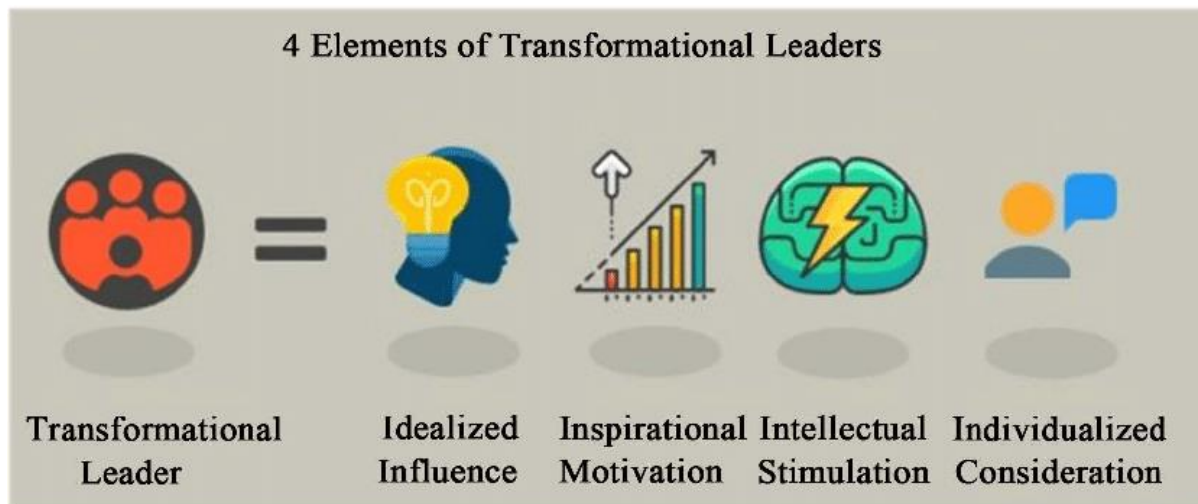 4 Elements of Transformational Leaders
Transformational
Leader
Idealized
Influence
Inspirational
Motivation
Intellectual
Stimulation
Individualized
Consideration